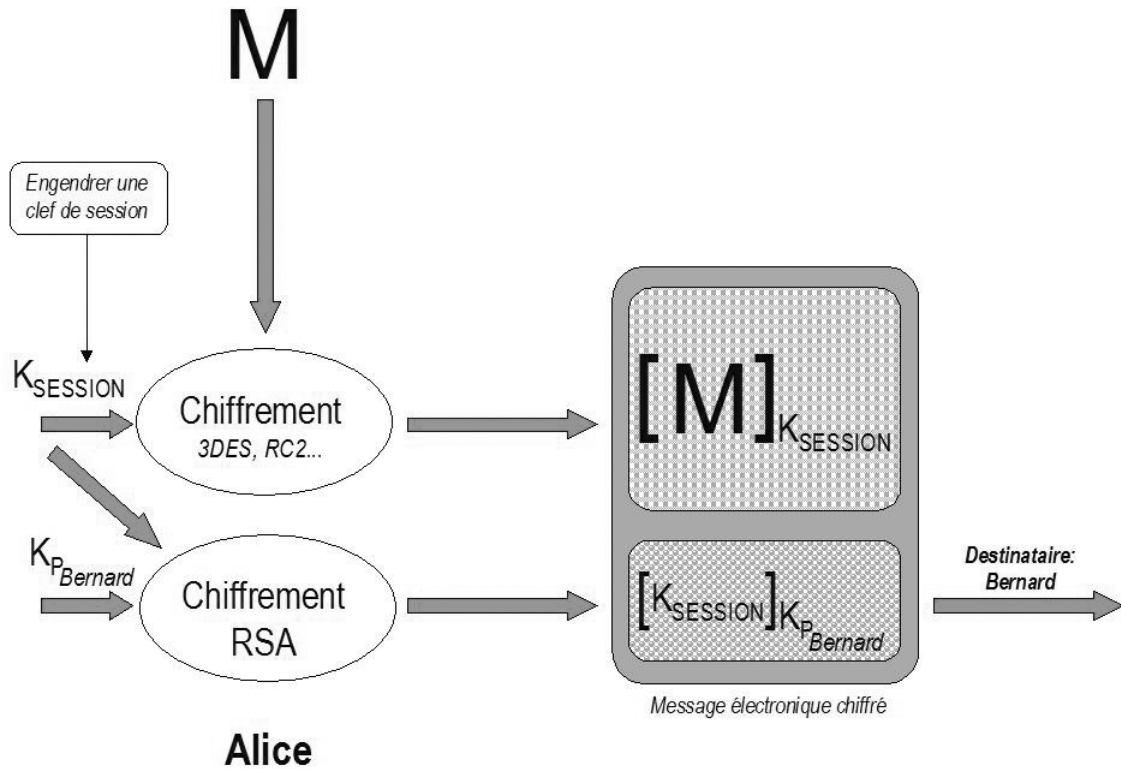 M
Engendrer une
clef de session
KSESSION
Chiffrement
3DES, RC2...
[M]KSESSION
KPBernard
Chiffrement
RSA
[KSESSION]KPBernard
Destinataire:
Bernard
Message électronique chiffré
Alice